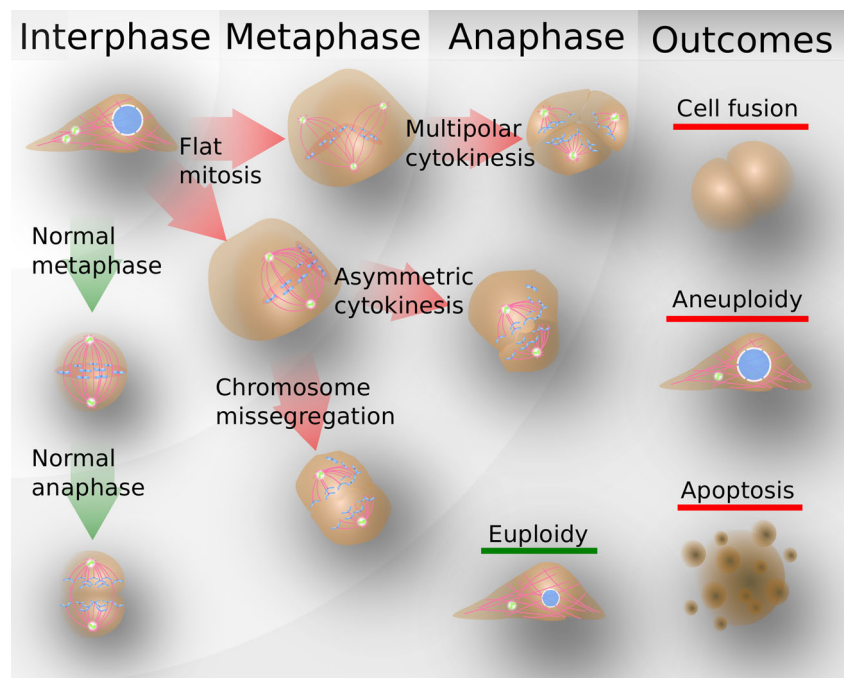 Interphase
Metaphase
Anaphase
Outcomes
Cell fusion
Flat
mitosis
Multipolar
cytokinesis
Normal
metaphase
Asymmetric
cytokinesis
Aneuploidy
Chromosome
missegregation
Normal
anaphase
Apoptosis
Euploidy